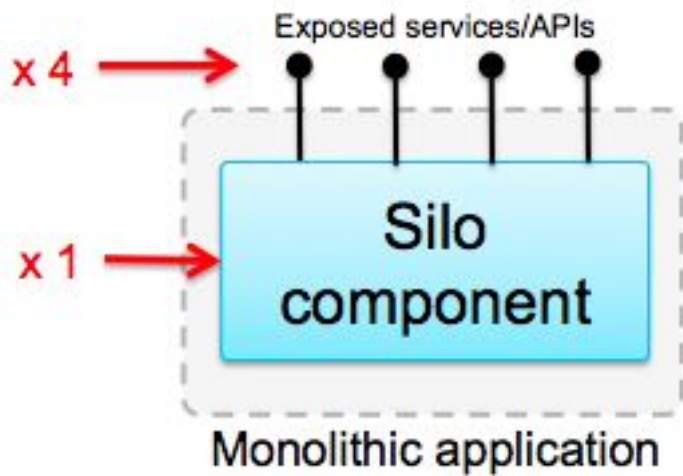 Exposed services/APIs
x 4
x 1
Silo
component
Monolithic application